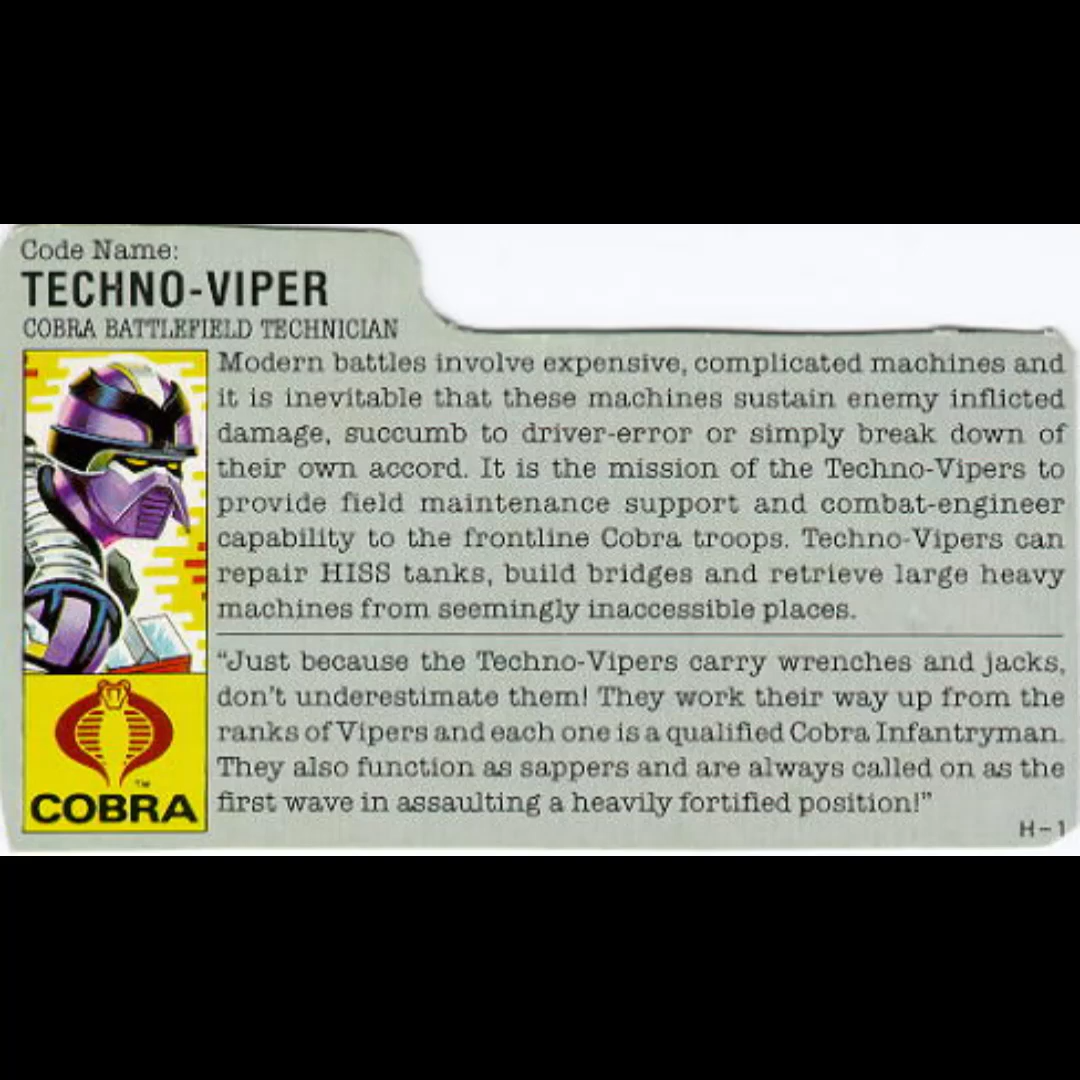 Code Name:
TECHNO-VIPER
COBRA BATTLEFIELD TECHNICIAN
Modern battles involve expensive, complicated machines and
it is inevitable that these machines sustain enemy inflicted
damage, succumb to driver-error or simply break down of
their own accord. It is the mission of the Techno-Vipers to
provide field maintenance support and combat-engineer
capability to the frontline Cobra troops. Techno-Vipers can
repair HISS tanks, build bridges and retrieve large heavy
machines from seemingly inaccessible places.
“Just because the Techno-Vipers carry wrenches and jacks,
don’t underestimate them! They work their way up from the
ranks of Vipers and each one is a qualified Cobra Infantryman.
They also function as sappers and are always called on as the
first wave in assaulting a heavily fortified position!”
TM
COBRA
H-1